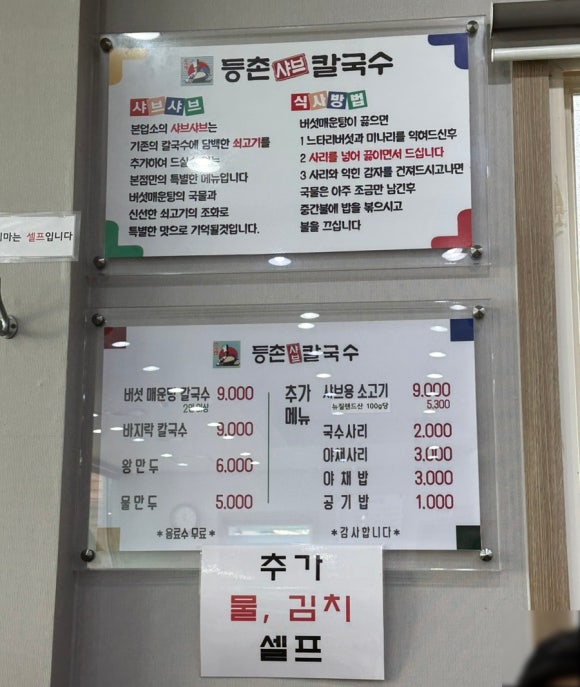 등촌샤브칼국수
샤브샤브
본업소의 샤브샤브는
기존의 칼국수에 담백한 쇠고기를
추가하여 드실
본점만의 특별한 메뉴입니다
버섯매운탕의 국물과
신선한 쇠고기의 조화로
특별한 맛으로 기억될것입니다.
식사방법
버섯매운탕이 끓으면
1 느타리버섯과 미나리를 익혀드신후
2 사리를 넣어 끓이면서 드십니다
3 사리와 익힌 감자를 건져드시고나면
국물은 아주 조금만 남긴후
중간불에 밥을 볶으시고
불을 끄십니다
셀프입니다
등촌샤브칼국수
버섯 매운탕 칼국수 9.000
2인이상
바지락 칼국수 9.000
왕만두 6.000
물만두 5.000
*음료수무료*
추가메뉴
샤브용 소고기 9.000
뉴질랜드산 100g당 5,300
국수사리 2.000
야채사리 3.000
야채밥 3.000
공기밥 1.000
*감사합니다*
추가
물, 김치
셀프